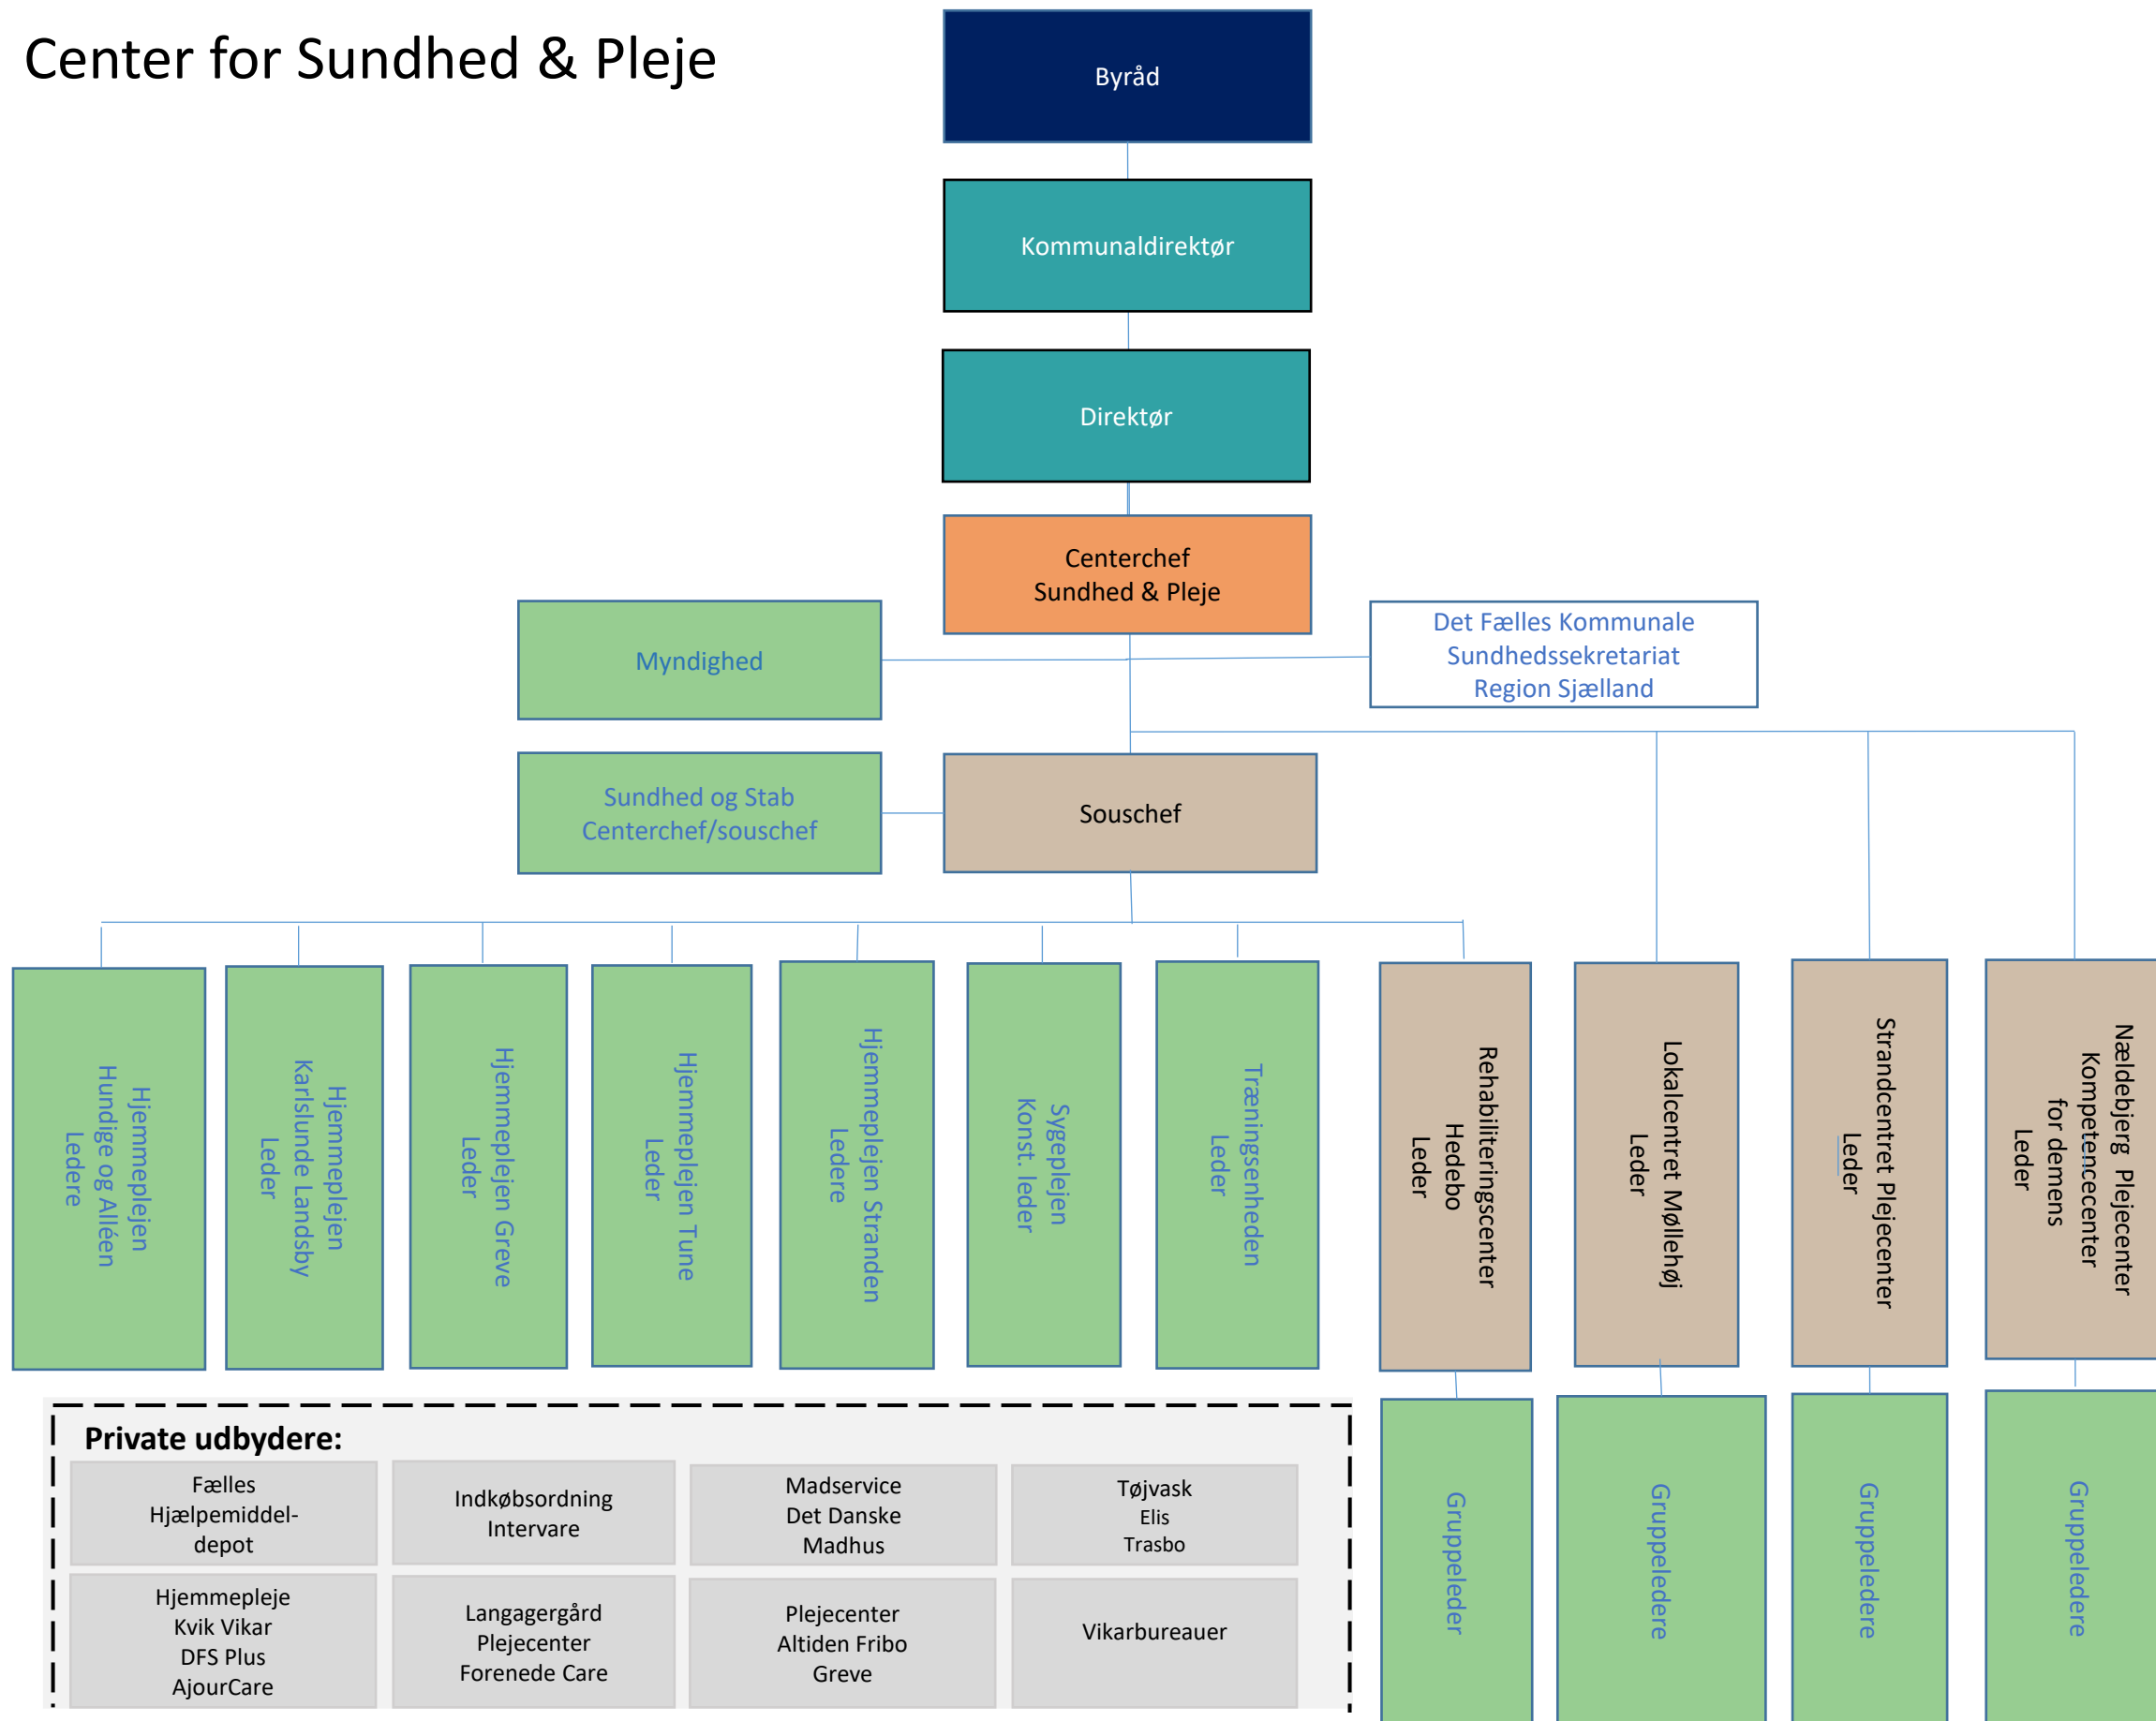 Center for Sundhed & Pleje
Byråd
Kommunaldirektør
Direktør
Centerchef
Sundhed & Pleje
Myndighed
Det Fælles Kommunale
Sundhedssekretariat
Region Sjælland
Sundhed og Stab
Centerchef/souschef
Souschef
Hjemmeplejen
Hundige og Alléen
Ledere
Hjemmeplejen
Karlslunde Landsby
Leder
Hjemmeplejen Greve
Leder
Hjemmeplejen Tune
Leder
Hjemmeplejen Stranden
Ledere
Sygeplejen
Konst. leder
Træningsenheden
Leder
Rehabiliteringscenter
Hedebo
Leder
Lokalcentret Møllehøj
Leder
Strandcentret Plejecenter
Leder
Nældebjerg Plejecenter
Kompetencecenter
for demens
Leder
Private udbydere:
Fælles
Hjælpemiddel-
depot
Indkøbsordning
Intervare
Madservice
Det Danske
Madhus
Tøjvask
Elis
Trasbo
Hjemmepleje
Kvik Vikar
DFS Plus
AjourCare
Langagergård
Plejecenter
Forenede Care
Plejecenter
Altiden Fribo
Greve
Vikarbureauer
Gruppeleder
Gruppeledere
Gruppeledere
Gruppeledere